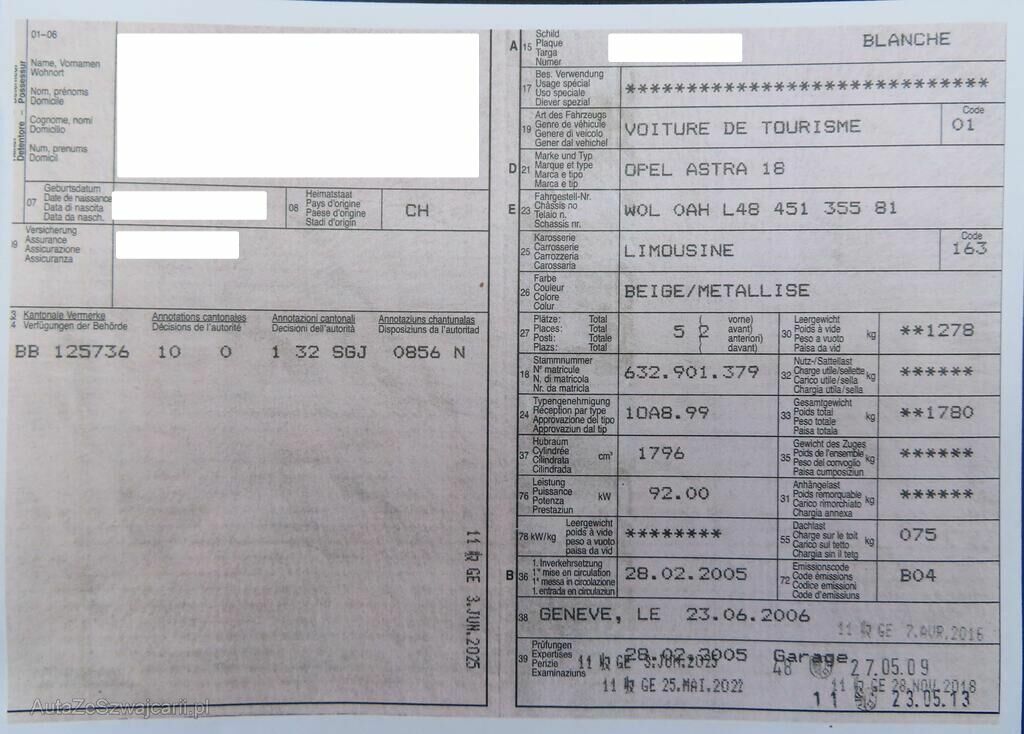 01-06
Name, Vornamen
Wohnort
Nom, prénoms
Domicile
Cognome, nomi
Domicilio
Num, prenums
Domicil
Detentore - Possessur
07 Geburtsdatum
Date de naissance
Data di nascita
Data da nasch.
08 Heimatstaat
Pays d'origine
Paese d'origine
Stadi d'origin
CH
Versicherung
Assurance
Assicurazione
Assicuranza
Kantonale Vermerke
Verfügungen der Behörde
Annotations cantonales
Décisions de l'autorité
Annotazioni cantonali
Decisioni dell'autorità
Annotaziuns chantunalas
Disposiziuns da l'autoritad
BB 125736 10 0 1 32 SGJ 0856 N
11 GE 3.JUN.2025
A 15 Schild
Plaque
Targa
Numer
BLANCHE
17 Bes. Verwendung
Usage spécial
Uso speciale
Diever spezial
******************************
19 Art des Fahrzeugs
Genre de véhicule
Genere di veicolo
Gener dal vehichel
VOITURE DE TOURISME
Code
01
D 21 Marke und Typ
Marque et type
Marca e tipo
Marca e tip
OPEL ASTRA 18
E 23 Fahrgestell-Nr.
Châssis no
Telaio n.
Schassis nr.
WOL OAH L48 451 355 81
25 Karosserie
Carrosserie
Carrozzeria
Carossaria
LIMOUSINE
Code
163
26 Farbe
Couleur
Colore
Colur
BEIGE/METALLISE
27 Plätze: Total
Places: Total
Posti: Totale
Plazs: Total
5 ( 2
vorne)
avant)
anteriori)
davant)
30 Leergewicht
Poids à vide
Peso a vuoto
Paisa da vid
kg
**1278
18 Stammnummer
N° matricule
N. di matricola
Nr. da matricla
632.901.379
32 Nutz-/Sattellast
Charge utile/sellette
Carico utile/sella
Chargia utila/sella
kg
******
24 Typengenehmigung
Réception par type
Approvazione del tipo
Approvaziun dal tip
10A8.99
33 Gesamtgewicht
Poids total
Peso totale
Paisa totala
kg
**1780
37 Hubraum
Cylindrée
Cilindrata
Cilindrada
cm³
1796
35 Gewicht des Zuges
Poids de l'ensemble
Peso del convoglio
Paisa cumposiziun
kg
******
76 Leistung
Puissance
Potenza
Prestaziun
kW
92.00
31 Anhängelast
Poids remorquable
Carico rimorchiato
Chargia annexa
kg
******
78 kW/kg Leergewicht
poids à vide
peso a vuoto
paisa da vid
********
55 Dachlast
Charge sur le toit
Carico sul tetto
Chargia sin il tetg
kg
075
B 36 1. Inverkehrsetzung
1re mise en circulation
1a messa in circolazione
1. entrada en circulaziun
28.02.2005
72 Emissionscode
Code émissions
Codice emissioni
Code d'emissiuns
B04
38 GENEVE, LE 23.06.2006
11 GE 7.AVR.2016
39 Prüfungen
Expertises
Perizie
Examinaziuns
28.02.2005 Garage
11 GE 3.JUN.2025
48 27.05.09
11 GE 25.MAI.2022
11 GE 28.NOV.2018
11 23.05.13
AutaZeSzwajcarii.pl